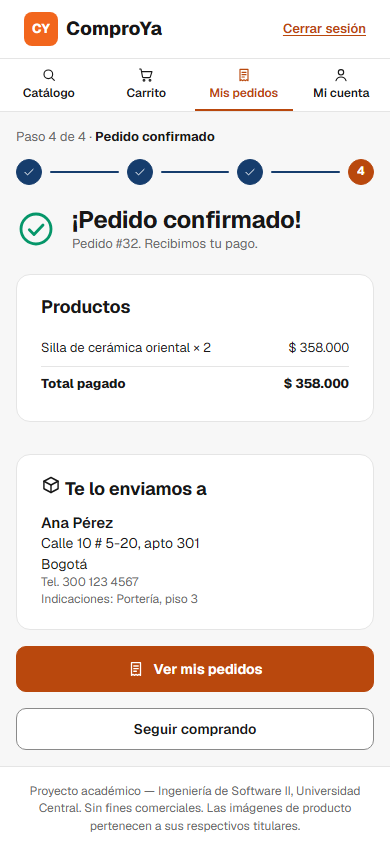 CY ComproYa
Cerrar sesión
Catálogo
Carrito
Mis pedidos
Mi cuenta
Paso 4 de 4 · Pedido confirmado
4
¡Pedido confirmado!
Pedido #32. Recibimos tu pago.
Productos
Silla de cerámica oriental × 2 $ 358.000
Total pagado $ 358.000
Te lo enviamos a
Ana Pérez
Calle 10 # 5-20, apto 301
Bogotá
Tel. 300 123 4567
Indicaciones: Portería, piso 3
Ver mis pedidos
Seguir comprando
Proyecto académico — Ingeniería de Software II, Universidad
Central. Sin fines comerciales. Las imágenes de producto
pertenecen a sus respectivos titulares.